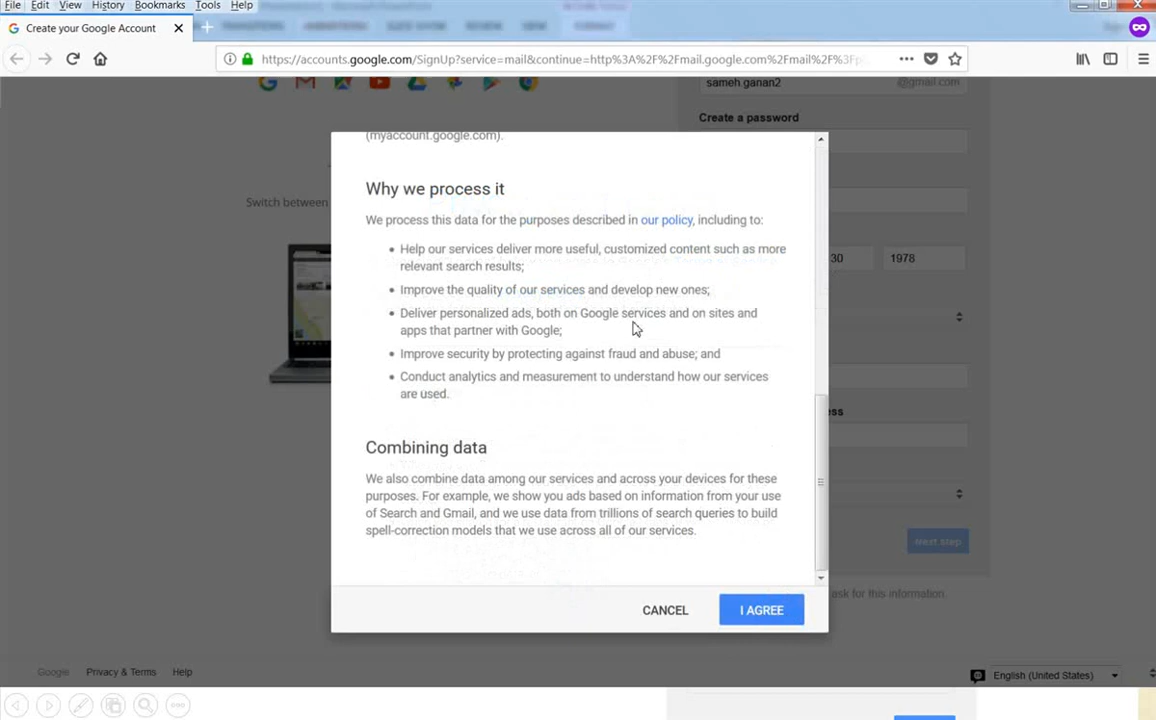 File Edit View History Bookmarks Tools Help
Create your Google Account
https://accounts.google.com/SignUp?service=mail&continue=http%3A%2F%2Fmail.google.com%2Fmail%2F%3Fp
sameh.ganan2 @gmail.com
Create a password
Switch between
30 1978
(myaccount.google.com).
Why we process it
We process this data for the purposes described in our policy, including to:
• Help our services deliver more useful, customized content such as more
relevant search results;
• Improve the quality of our services and develop new ones;
• Deliver personalized ads, both on Google services and on sites and
apps that partner with Google;
• Improve security by protecting against fraud and abuse; and
• Conduct analytics and measurement to understand how our services
are used.
ess
Combining data
We also combine data among our services and across your devices for these
purposes. For example, we show you ads based on information from your use
of Search and Gmail, and we use data from trillions of search queries to build
spell-correction models that we use across all of our services.
Next step
ask for this information.
CANCEL I AGREE
Google Privacy & Terms Help
English (United States)